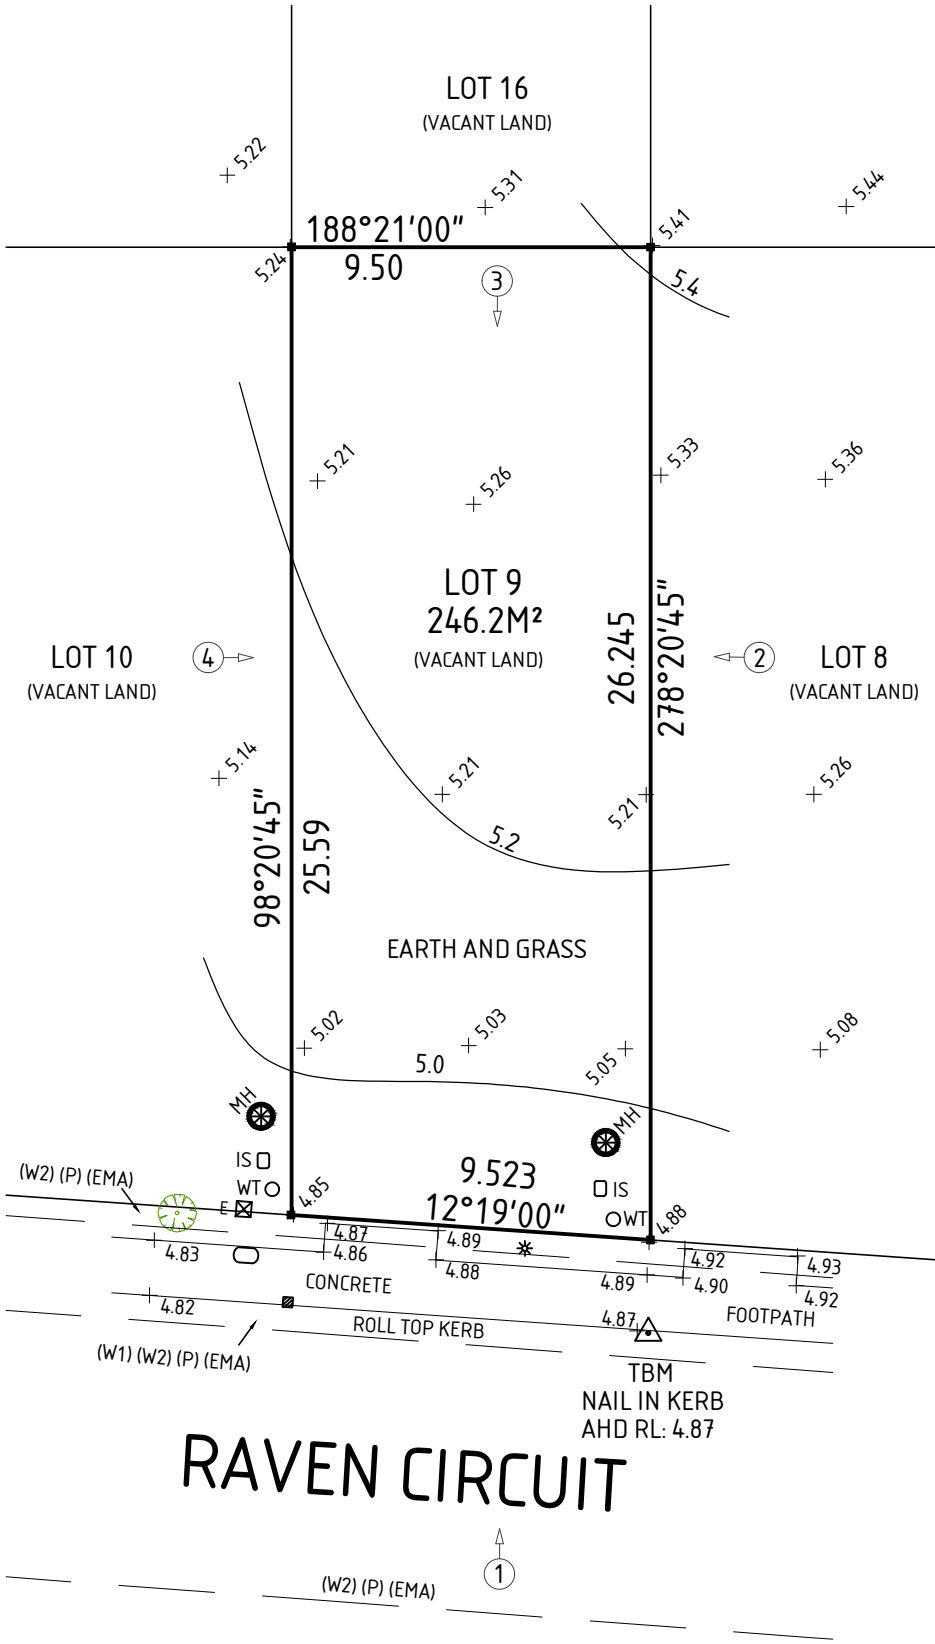 LOT 16
(VACANT LAND)
5.22
5.31
5.44
188°21'00"
5.41
5.24
9.50
3
5.4
5.21
5.26
5.33
5.36
LOT 9
246.2M²
(VACANT LAND)
26.245
278°20'45"
LOT 10
(VACANT LAND)
4
2
LOT 8
(VACANT LAND)
5.14
5.21
5.21
5.26
98°20'45"
25.59
5.2
EARTH AND GRASS
5.02
5.03
5.05
5.08
5.0
MH
MH
IS
WT
E
(W2) (P) (EMA)
9.523
12°19'00"
IS
WT
4.85
4.88
4.83
4.87
4.86
4.89
4.88
4.92
4.93
4.89
4.90
4.92
CONCRETE
FOOTPATH
4.82
ROLL TOP KERB
4.87
(W1) (W2) (P) (EMA)
TBM
NAIL IN KERB
AHD RL: 4.87
RAVEN CIRCUIT
1
(W2) (P) (EMA)